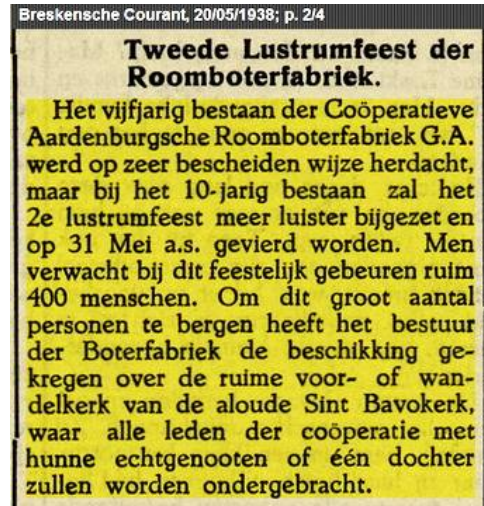 Breskensche Courant, 20/05/1938; p. 2/4
Tweede Lustrumfeest der
Roomboterfabriek.
Het vijfjarig bestaan der Coöperatieve
Aardenburgsche Roomboterfabriek G.A.
werd op zeer bescheiden wijze herdacht,
maar bij het 10-jarig bestaan zal het
2e lustrumfeest meer luister bijgezet en
op 31 Mei a.s. gevierd worden. Men
verwacht bij dit feestelijk gebeuren ruim
400 menschen. Om dit groot aantal
personen te bergen heeft het bestuur
der Boterfabriek de beschikking ge-
kregen over de ruime voor- of wan-
delkerk van de aloude Sint Bavokerk,
waar alle leden der coöperatie met
hunne echtgenooten of één dochter
zullen worden ondergebracht.